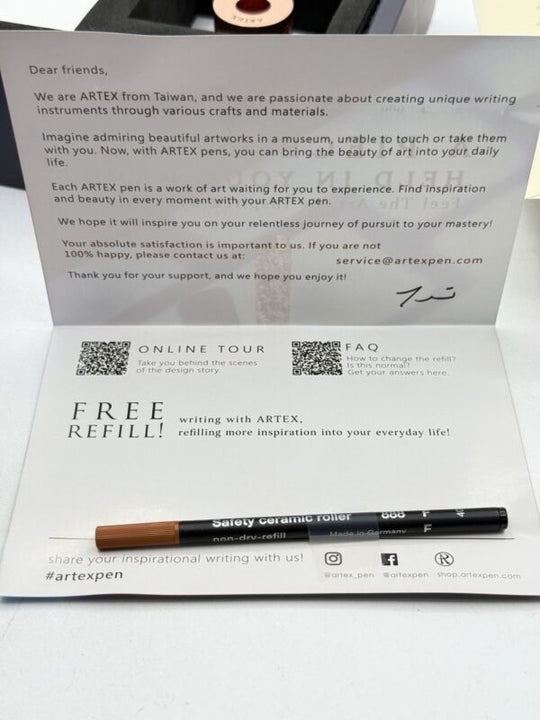 ARTEX
Dear friends,
We are ARTEX from Taiwan, and we are passionate about creating unique writing
instruments through various crafts and materials.
Imagine admiring beautiful artworks in a museum, unable to touch or take them
with you. Now, with ARTEX pens, you can bring the beauty of art into your daily
life.
Each ARTEX pen is a work of art waiting for you to experience. Find inspiration
and beauty in every moment with your ARTEX pen.
We hope it will inspire you on your relentless journey of pursuit to your mastery!
Your absolute satisfaction is important to us. If you are not
100% happy, please contact us at: service@artexpen.com
Thank you for your support, and we hope you enjoy it!
ONLINE TOUR
Take you behind the scenes
of the design story.
FAQ
How to change the refill?
Is this normal?
Get your answers here.
FREE
REFILL!
writing with ARTEX,
refilling more inspiration into your everyday life!
Safety ceramic roller 888 F
non-dry-refill Made in Germany F
share your inspirational writing with us!
#artexpen
@artex_pen @artexpen shop.artexpen.com